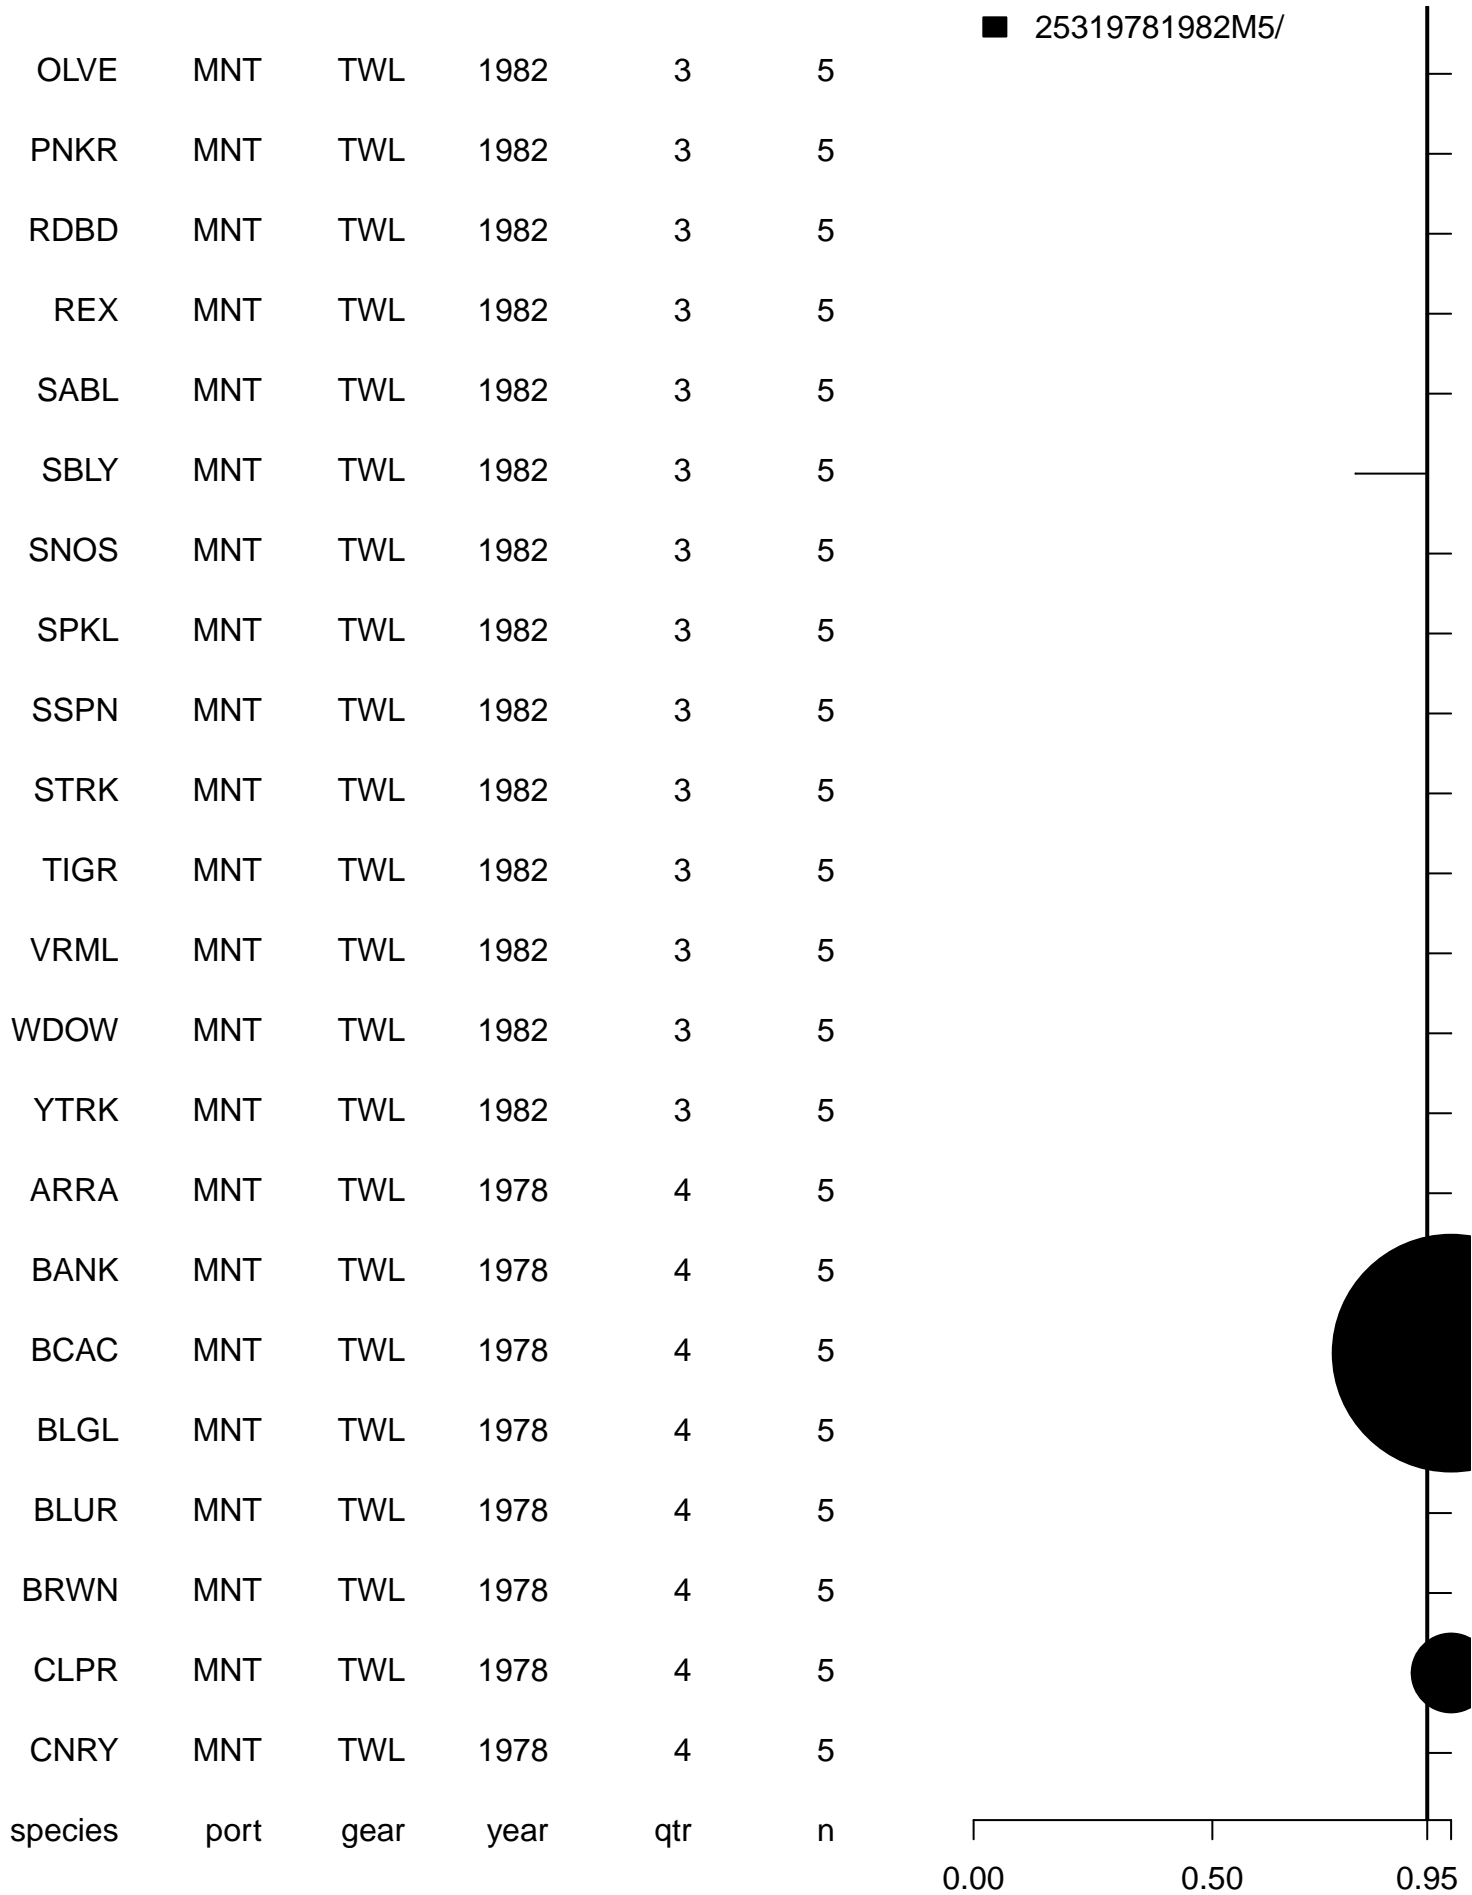 25319781982M5/
OLVE MNT TWL 1982 3 5
PNKR MNT TWL 1982 3 5
RDBD MNT TWL 1982 3 5
REX MNT TWL 1982 3 5
SABL MNT TWL 1982 3 5
SBLY MNT TWL 1982 3 5
SNOS MNT TWL 1982 3 5
SPKL MNT TWL 1982 3 5
SSPN MNT TWL 1982 3 5
STRK MNT TWL 1982 3 5
TIGR MNT TWL 1982 3 5
VRML MNT TWL 1982 3 5
WDOW MNT TWL 1982 3 5
YTRK MNT TWL 1982 3 5
ARRA MNT TWL 1978 4 5
BANK MNT TWL 1978 4 5
BCAC MNT TWL 1978 4 5
BLGL MNT TWL 1978 4 5
BLUR MNT TWL 1978 4 5
BRWN MNT TWL 1978 4 5
CLPR MNT TWL 1978 4 5
CNRY MNT TWL 1978 4 5
species port gear year qtr n
0.00 0.50 0.95